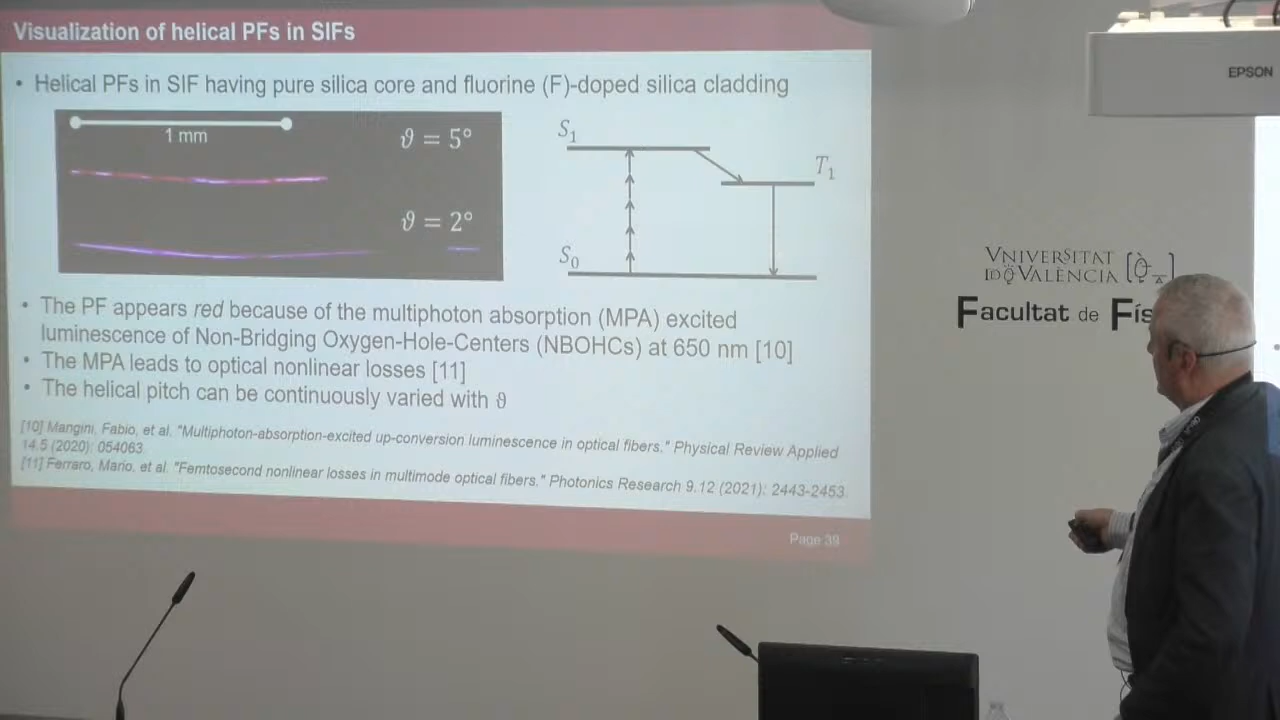 Visualization of helical PFs in SIFs
• Helical PFs in SIF having pure silica core and fluorine (F)-doped silica cladding
1 mm
ϑ = 5°
ϑ = 2°
S₁
T₁
S₀
• The PF appears red because of the multiphoton absorption (MPA) excited
luminescence of Non-Bridging Oxygen-Hole-Centers (NBOHCs) at 650 nm [10]
• The MPA leads to optical nonlinear losses [11]
• The helical pitch can be continuously varied with ϑ
[10] Mangini, Fabio, et al. "Multiphoton-absorption-excited up-conversion luminescence in optical fibers." Physical Review Applied
14.5 (2020): 054063.
[11] Ferraro, Mario, et al. "Femtosecond nonlinear losses in multimode optical fibers." Photonics Research 9.12 (2021): 2443-2453.
Page 39
EPSON
VNIVERSITAT
DQVALÈNCIA
Facultat de Fís